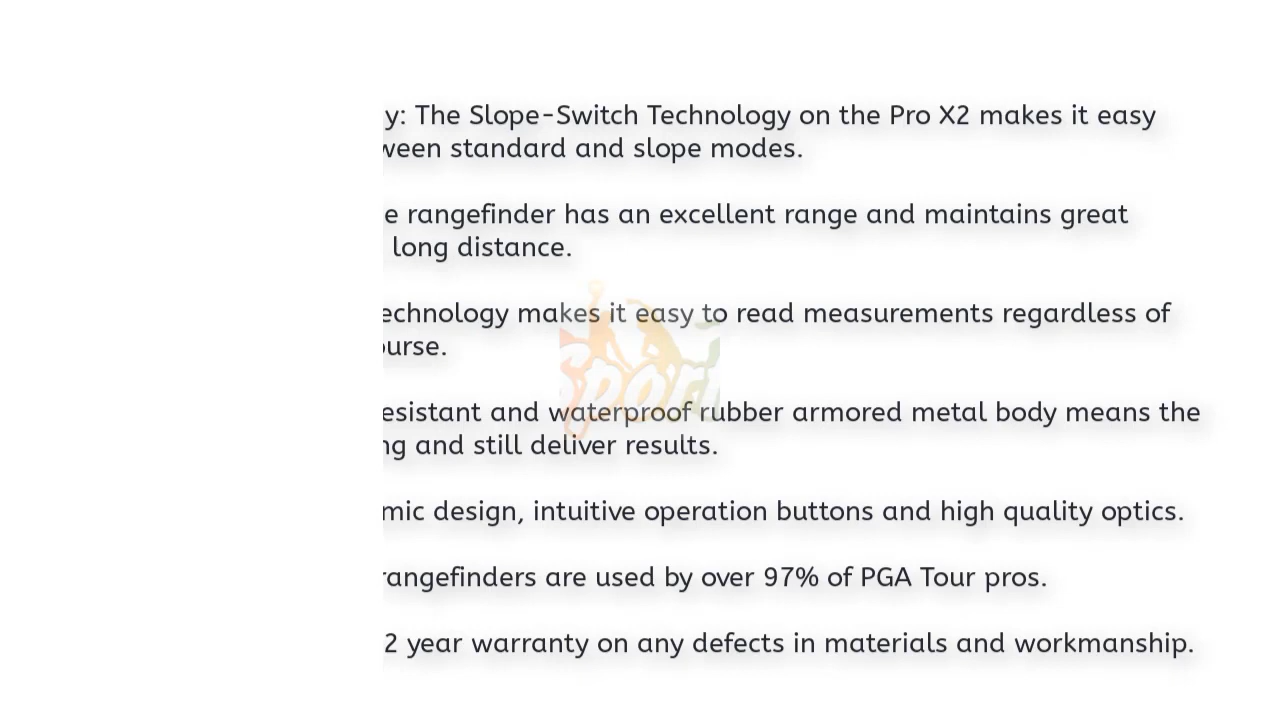 y: The Slope-Switch Technology on the Pro X2 makes it easy
ween standard and slope modes.
e rangefinder has an excellent range and maintains great
long distance.
echnology makes it easy to read measurements regardless of
ourse.
esistant and waterproof rubber armored metal body means the
ng and still deliver results.
mic design, intuitive operation buttons and high quality optics.
rangefinders are used by over 97% of PGA Tour pros.
2 year warranty on any defects in materials and workmanship.